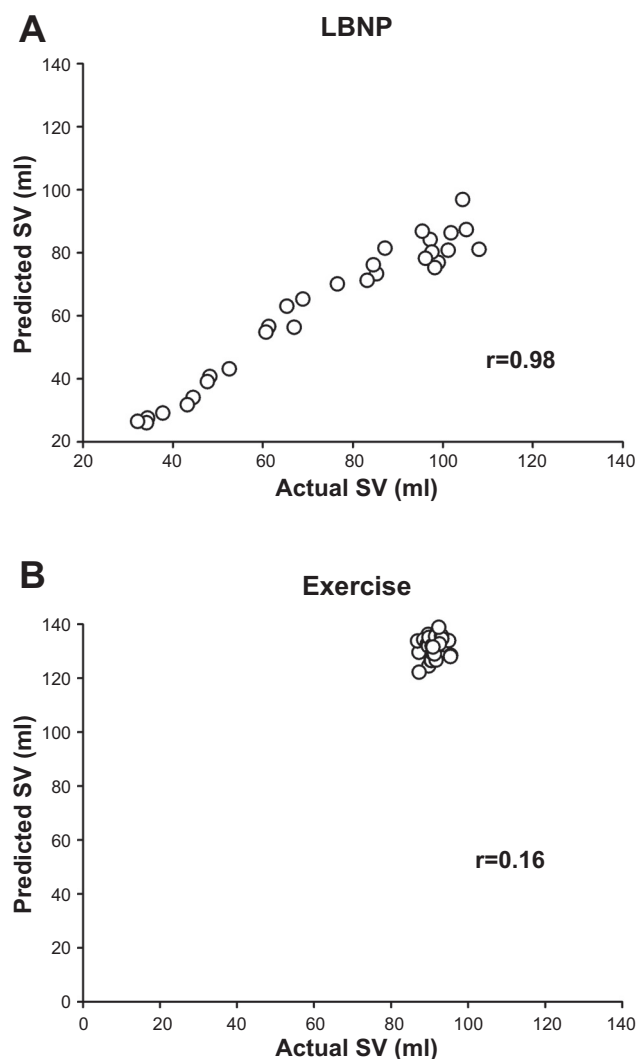 A
LBNP
140
120
100
80
60
40
20
Predicted SV (ml)
r=0.98
20 40 60 80 100 120 140
Actual SV (ml)
B
Exercise
140
120
100
80
60
40
20
0
Predicted SV (ml)
r=0.16
0 20 40 60 80 100 120 140
Actual SV (ml)